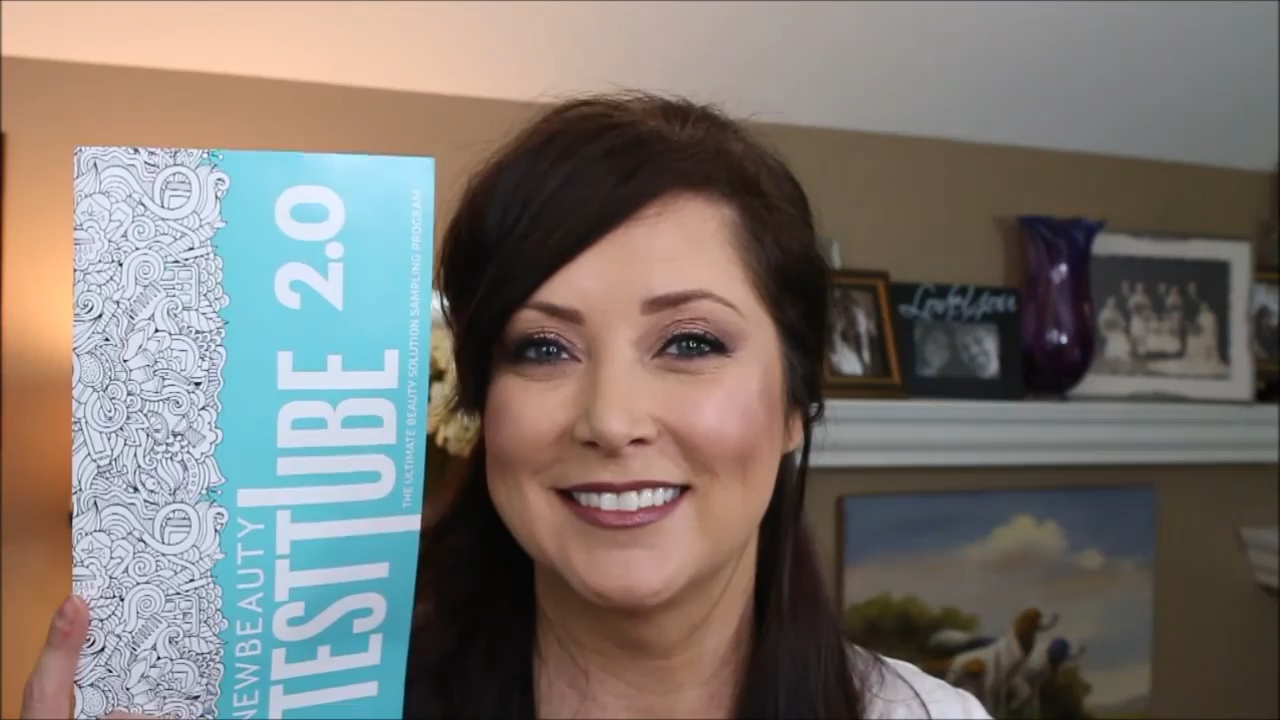 NEWBEAUTY
TESTTUBE 2.0
THE ULTIMATE BEAUTY SOLUTION SAMPLING PROGRAM